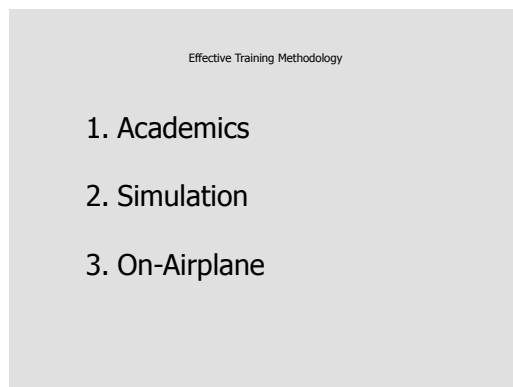 Effective Training Methodology
1. Academics
2. Simulation
3. On-Airplane